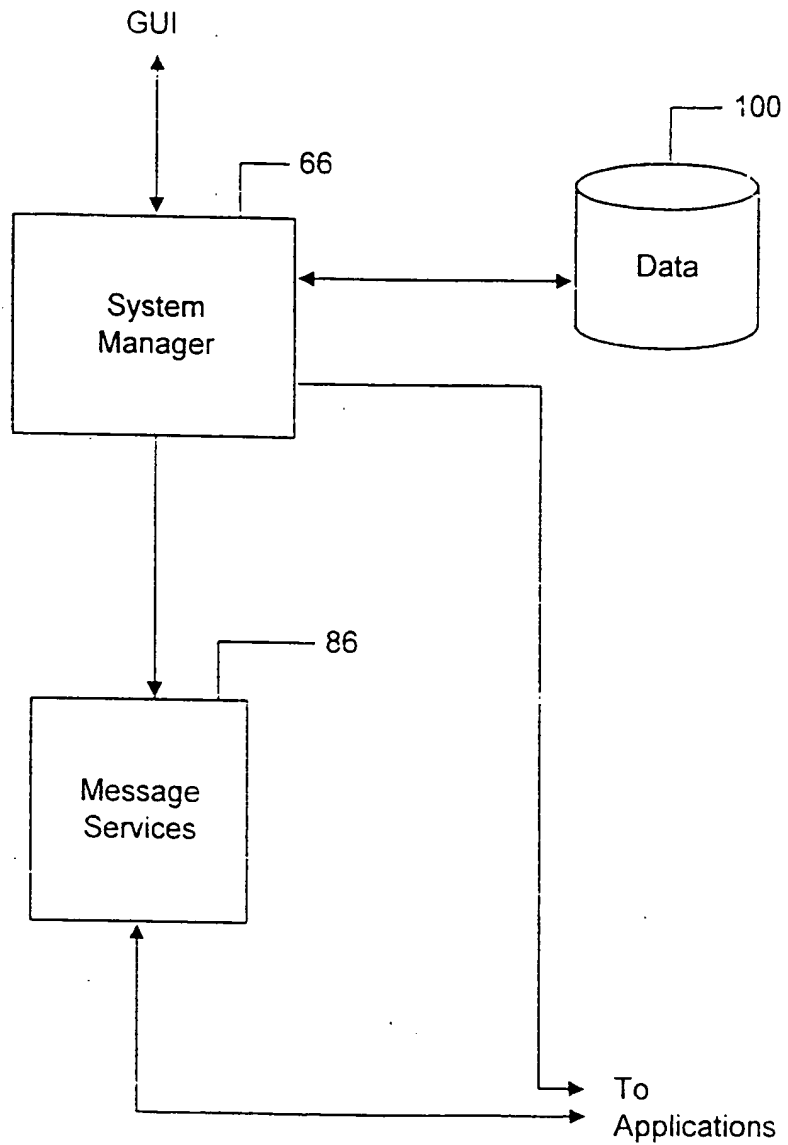 GUI
100
66
Data
System
Manager
86
Message
Services
To
Applications